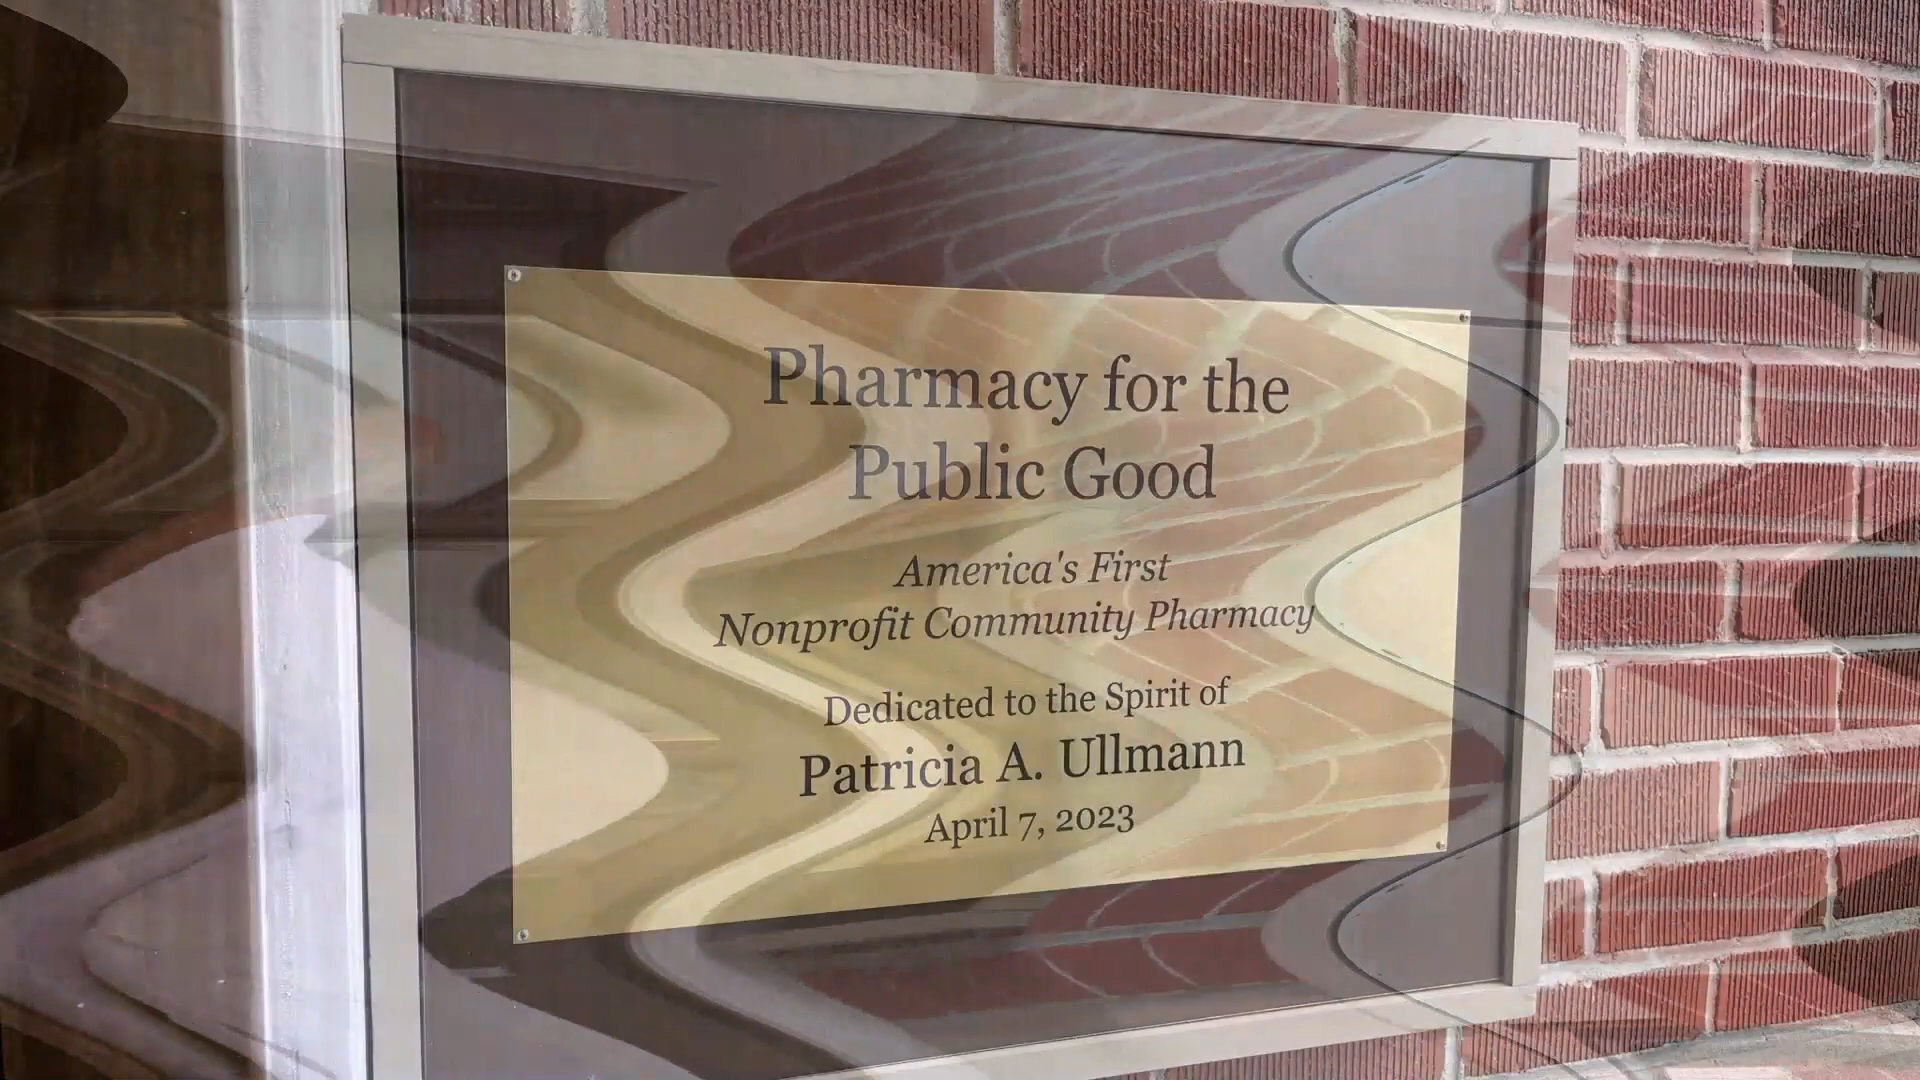 Pharmacy for the
Public Good
America's First
Nonprofit Community Pharmacy
Dedicated to the Spirit of
Patricia A. Ullmann
April 7, 2023